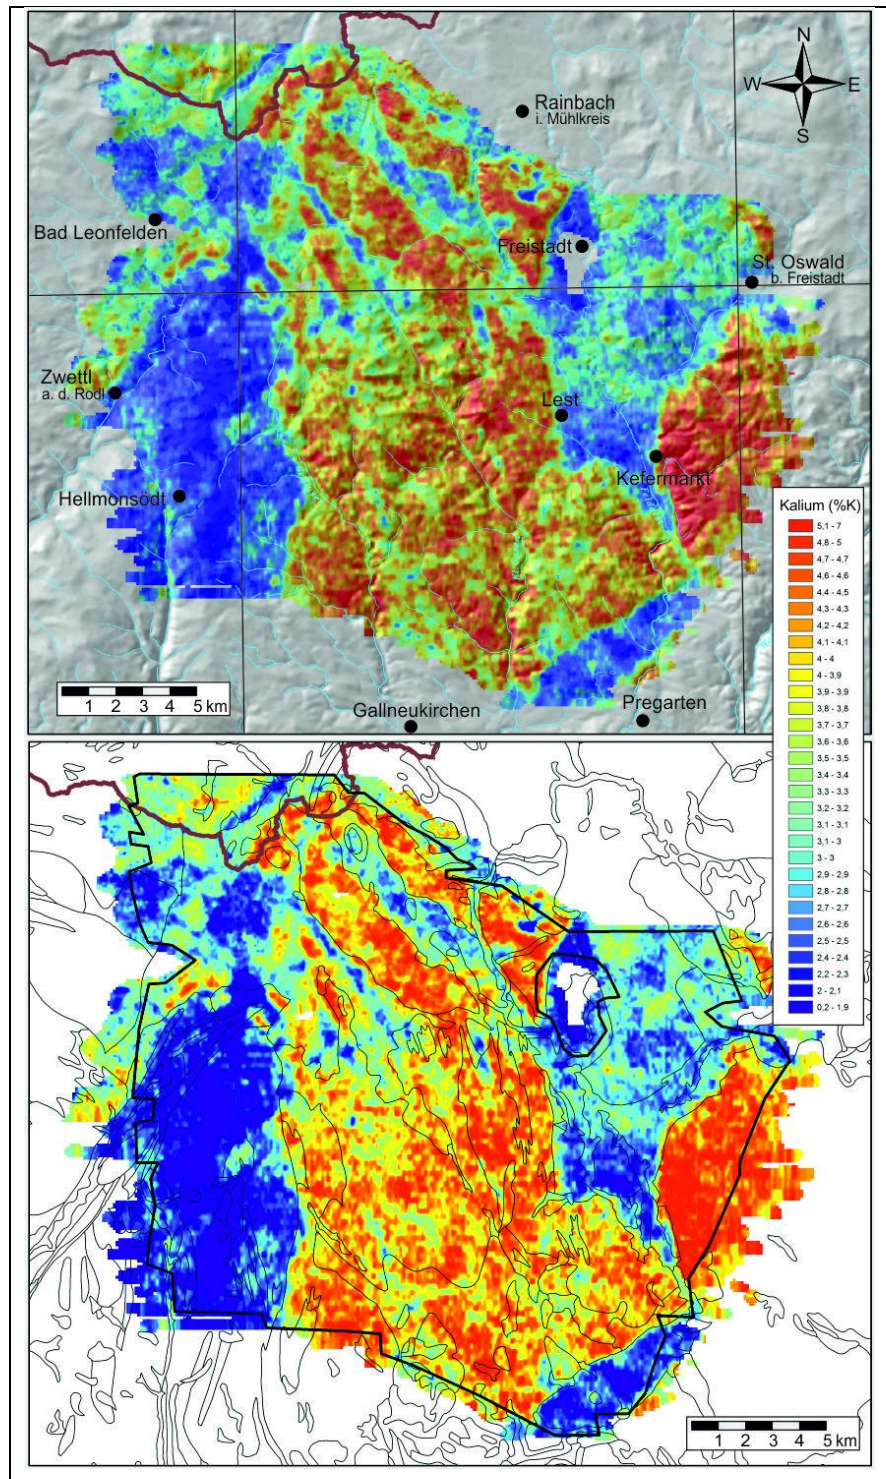 N
W E
S
Rainbach
i. Mühlkreis
Bad Leonfelden
Freistadt
St. Oswald
b. Freistadt
Zwettl
a. d. Rodl
Lest
Kefermarkt
Hellmonsödt
Kalium (%K)
5,1 - 7
4,8 - 5
4,7 - 4,7
4,6 - 4,6
4,4 - 4,5
4,3 - 4,3
4,2 - 4,2
4,1 - 4,1
4 - 4
4 - 3,9
3,9 - 3,9
3,8 - 3,8
3,7 - 3,7
3,6 - 3,6
3,5 - 3,5
3,4 - 3,4
3,3 - 3,3
3,2 - 3,2
3,1 - 3,1
3,1 - 3
3 - 3
2,9 - 2,9
2,8 - 2,8
2,7 - 2,7
2,6 - 2,6
2,5 - 2,5
2,4 - 2,4
2,2 - 2,3
2 - 2,1
0,2 - 1,9
1 2 3 4 5 km
Gallneukirchen
Pregarten
1 2 3 4 5 km